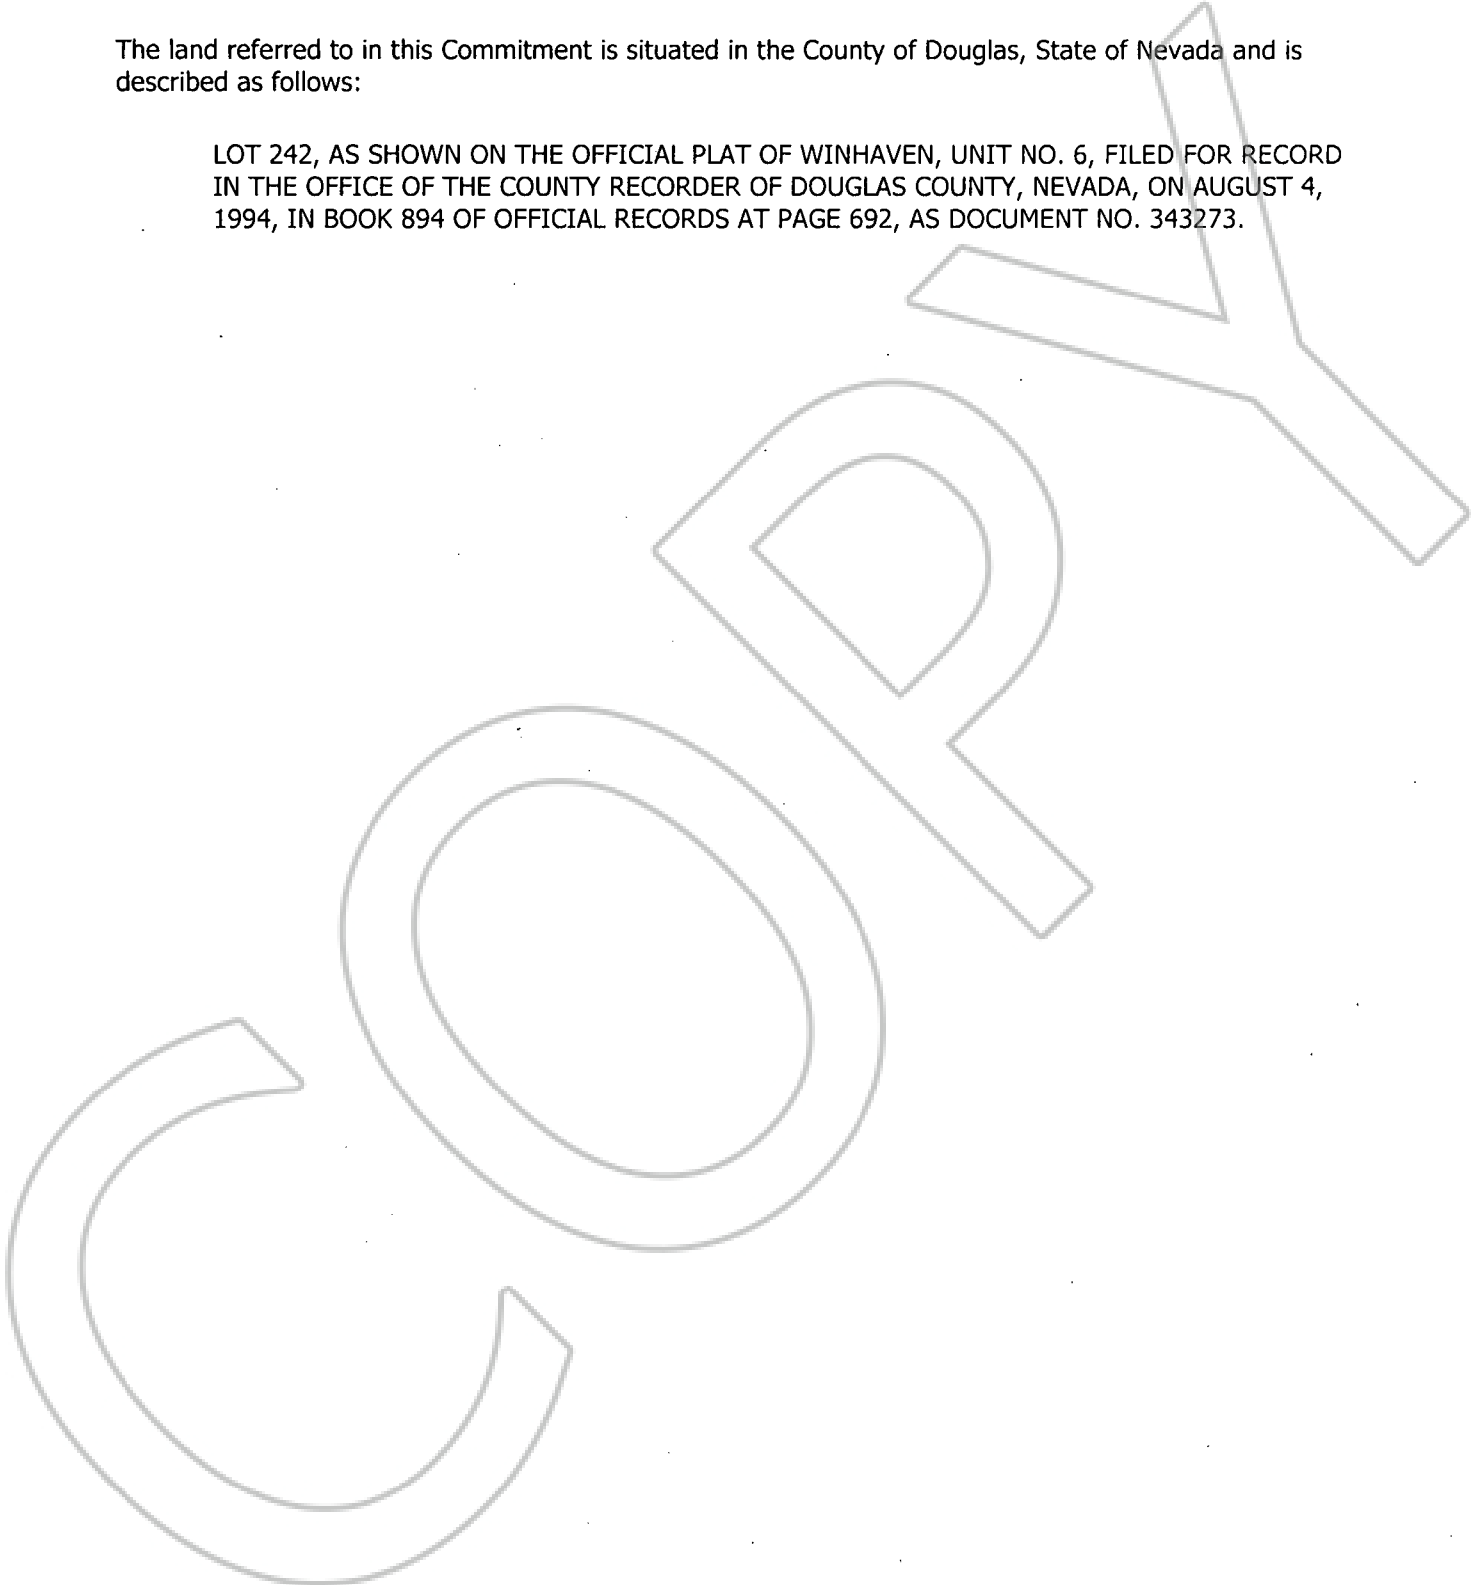 The land referred to in this Commitment is situated in the County of Douglas, State of Nevada and is
described as follows:
LOT 242, AS SHOWN ON THE OFFICIAL PLAT OF WINHAVEN, UNIT NO. 6, FILED FOR RECORD
IN THE OFFICE OF THE COUNTY RECORDER OF DOUGLAS COUNTY, NEVADA, ON AUGUST 4,
1994, IN BOOK 894 OF OFFICIAL RECORDS AT PAGE 692, AS DOCUMENT NO. 343273.
COPY